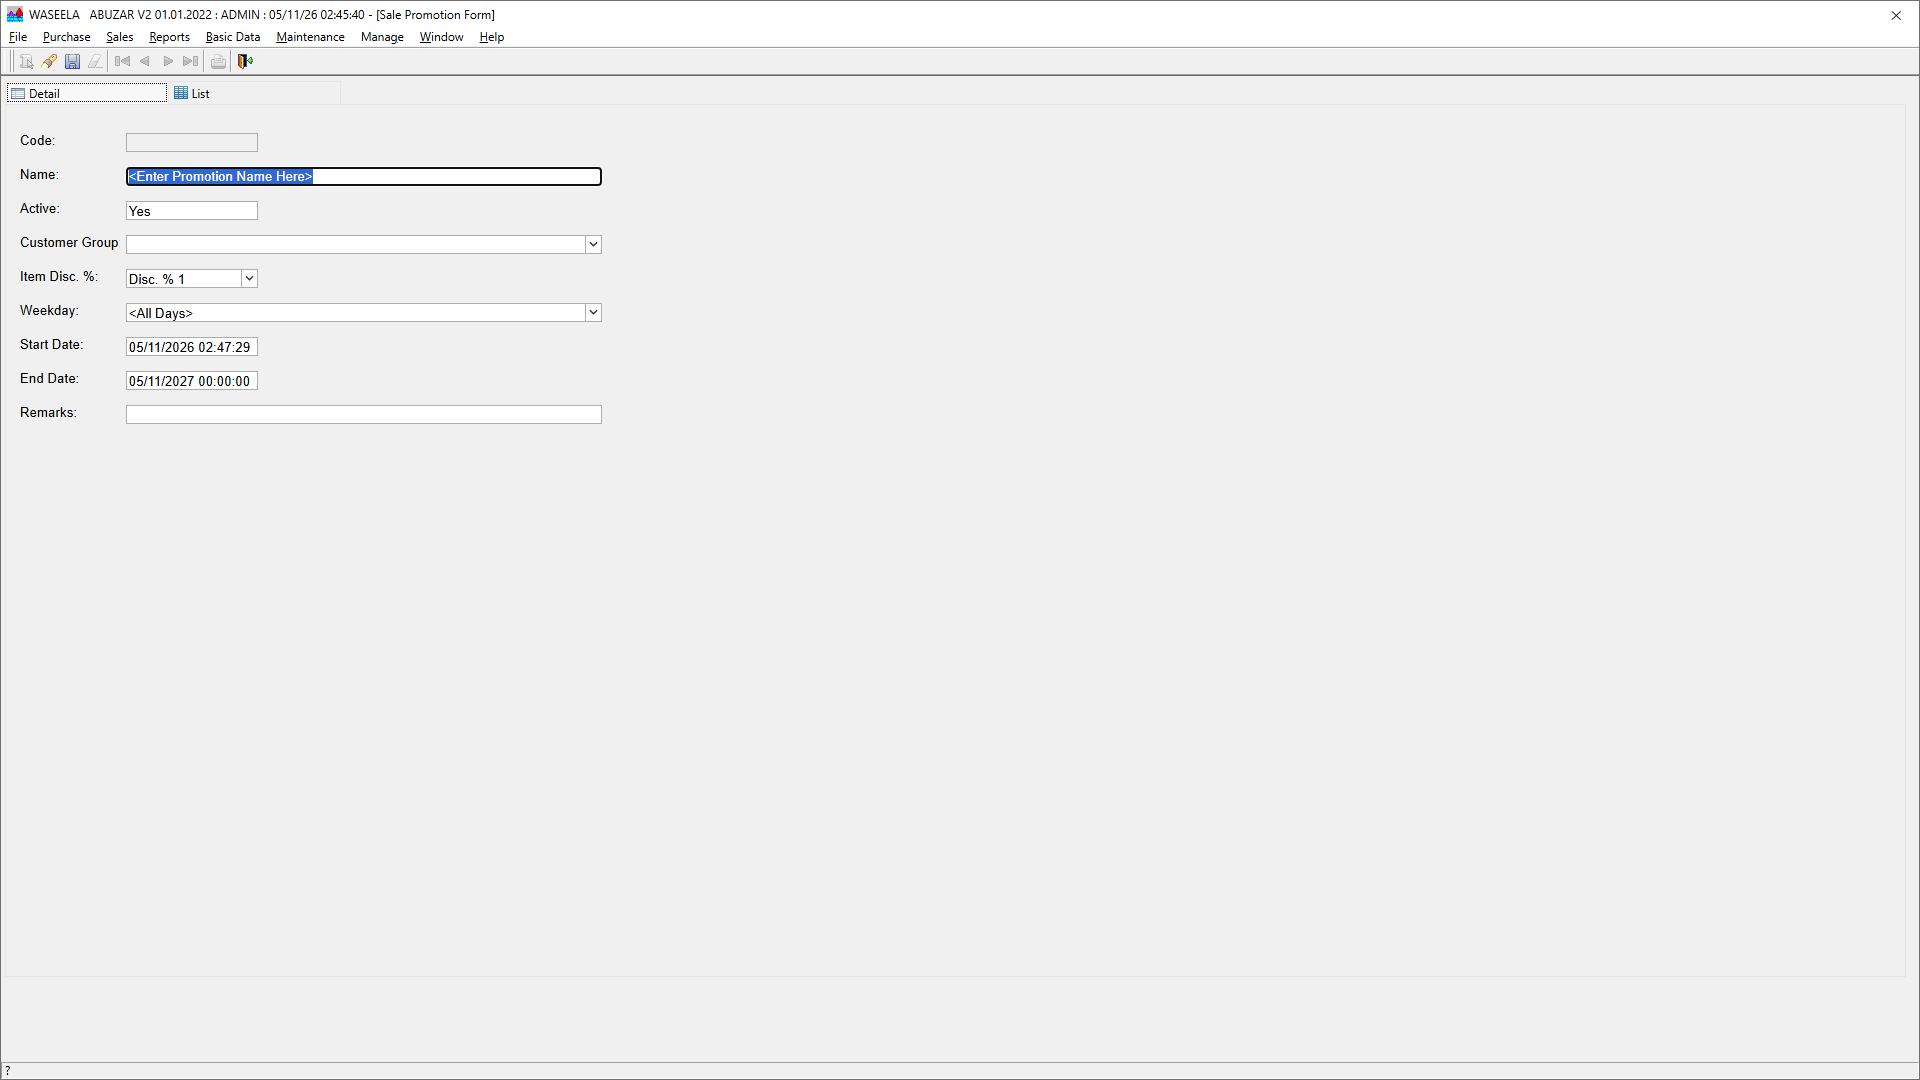 WASEELA ABUZAR V2 01.01.2022 : ADMIN : 05/11/26 02:45:40 - [Sale Promotion Form]
File Purchase Sales Reports Basic Data Maintenance Manage Window Help
Detail List
Code:
Name: <Enter Promotion Name Here>
Active: Yes
Customer Group:
Item Disc. %: Disc. % 1
Weekday: <All Days>
Start Date: 05/11/2026 02:47:29
End Date: 05/11/2027 00:00:00
Remarks:
?